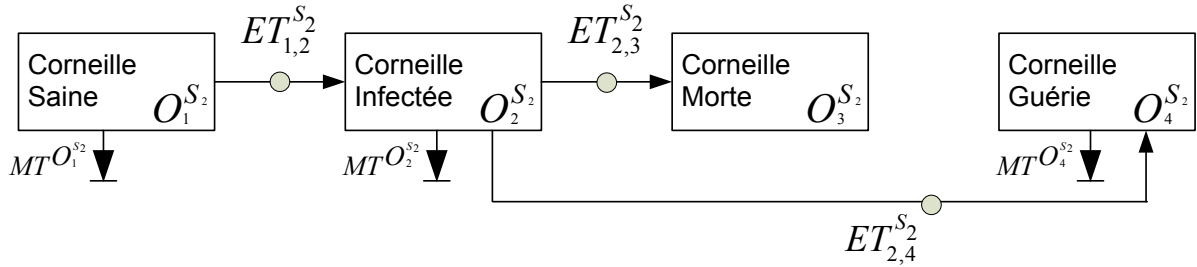 ET_{1,2}^{S_2}
ET_{2,3}^{S_2}
Corneille
Saine
O_1^{S_2}
Corneille
Infectée
O_2^{S_2}
Corneille
Morte
O_3^{S_2}
Corneille
Guérie
O_4^{S_2}
MT^{O_1^{S_2}}
MT^{O_2^{S_2}}
MT^{O_4^{S_2}}
ET_{2,4}^{S_2}